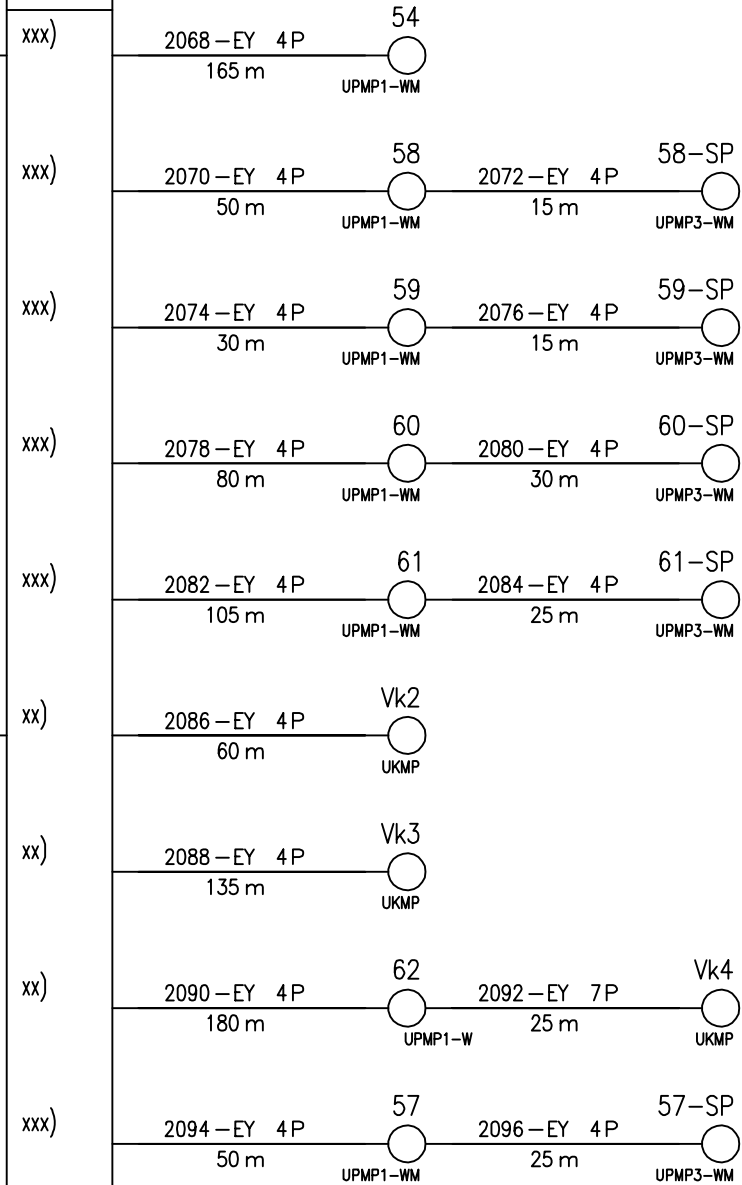 xxx) 2068-EY 4P 54
165 m UPMP1-WM
xxx) 2070-EY 4P 58 2072-EY 4P 58-SP
50 m UPMP1-WM 15 m UPMP3-WM
xxx) 2074-EY 4P 59 2076-EY 4P 59-SP
30 m UPMP1-WM 15 m UPMP3-WM
xxx) 2078-EY 4P 60 2080-EY 4P 60-SP
80 m UPMP1-WM 30 m UPMP3-WM
xxx) 2082-EY 4P 61 2084-EY 4P 61-SP
105 m UPMP1-WM 25 m UPMP3-WM
xx) 2086-EY 4P Vk2
60 m UKMP
xx) 2088-EY 4P Vk3
135 m UKMP
xx) 2090-EY 4P 62 2092-EY 7P Vk4
180 m UPMP1-W 25 m UKMP
xxx) 2094-EY 4P 57 2096-EY 4P 57-SP
50 m UPMP1-WM 25 m UPMP3-WM